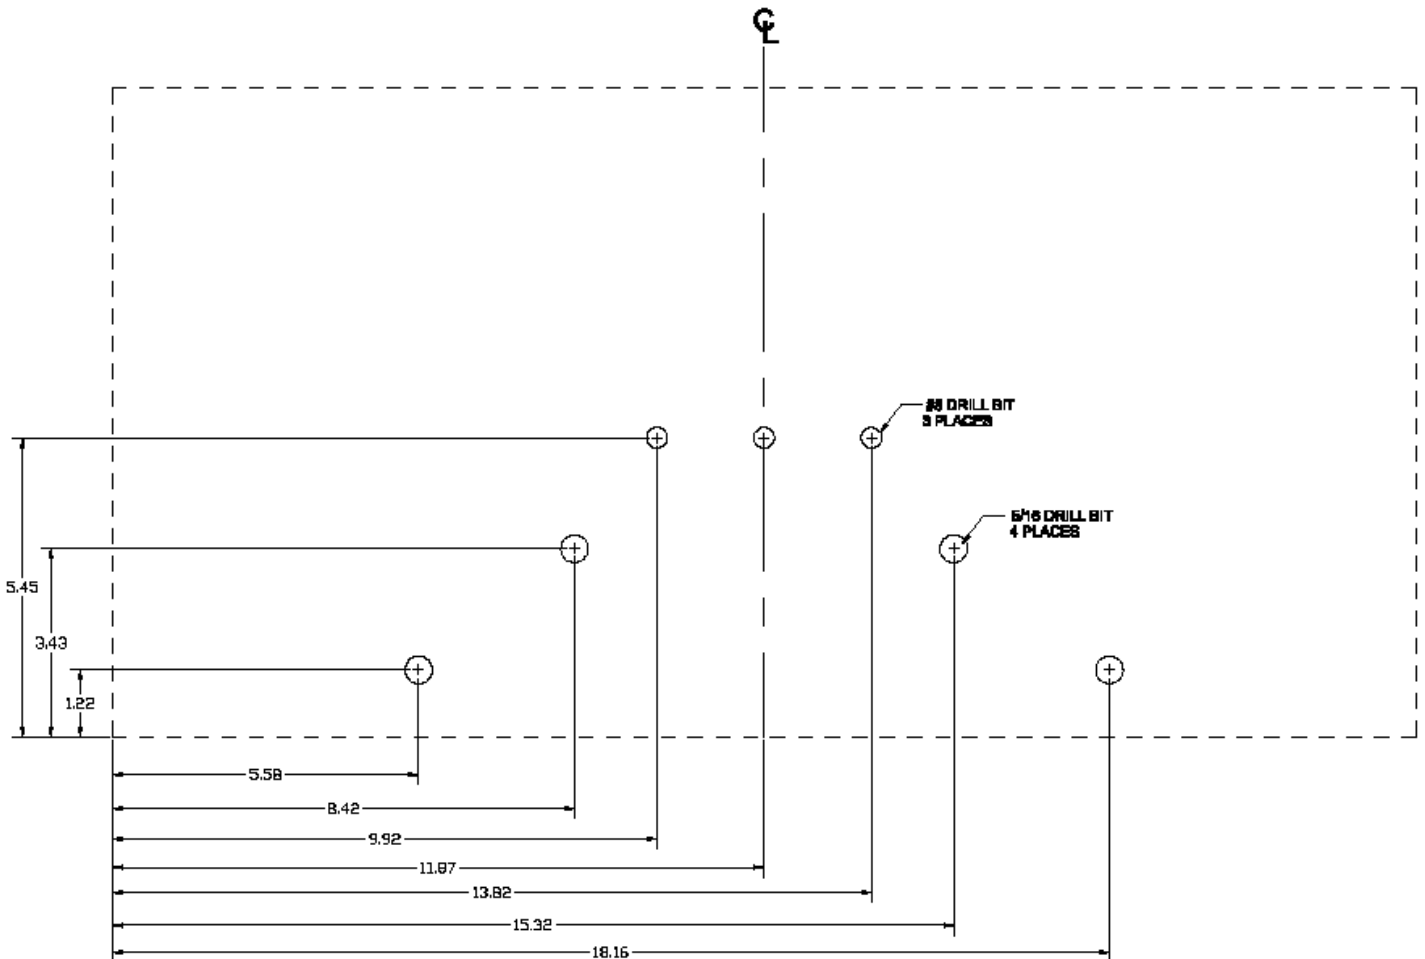 CL
#8 DRILL BIT
3 PLACES
5/16 DRILL BIT
4 PLACES
5.45
3.43
1.22
5.58
8.42
9.92
11.87
13.82
15.32
18.16